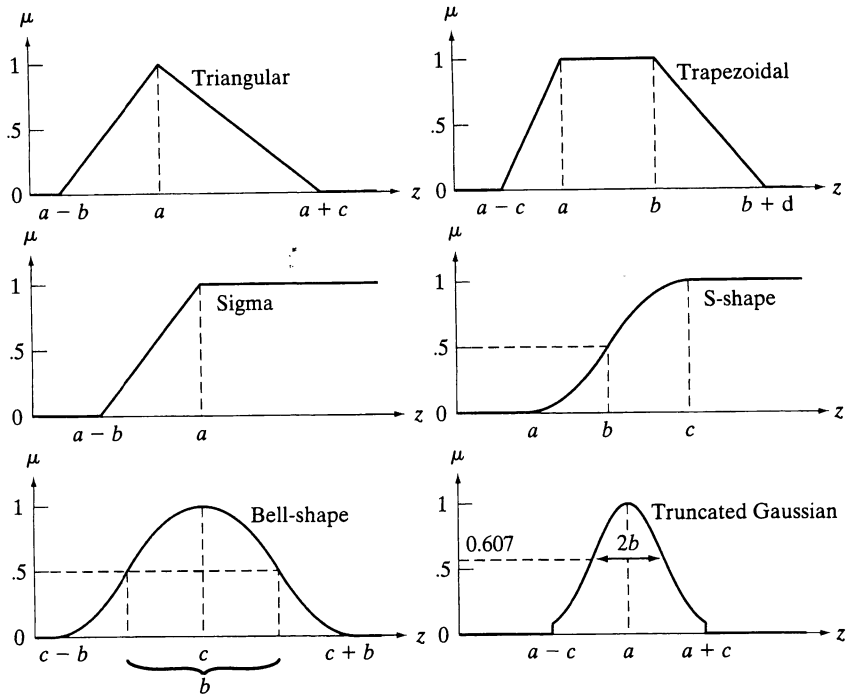 μ
1
Triangular
.5
0
a − b
a
a + c
z
μ
1
Trapezoidal
.5
0
a − c
a
b
b + d
z
μ
1
Sigma
.5
0
a − b
a
z
μ
1
S-shape
.5
0
a
b
c
z
μ
1
Bell-shape
.5
0
c − b
c
c + b
z
b
μ
1
Truncated Gaussian
0.607
2b
.5
0
a − c
a
a + c
z